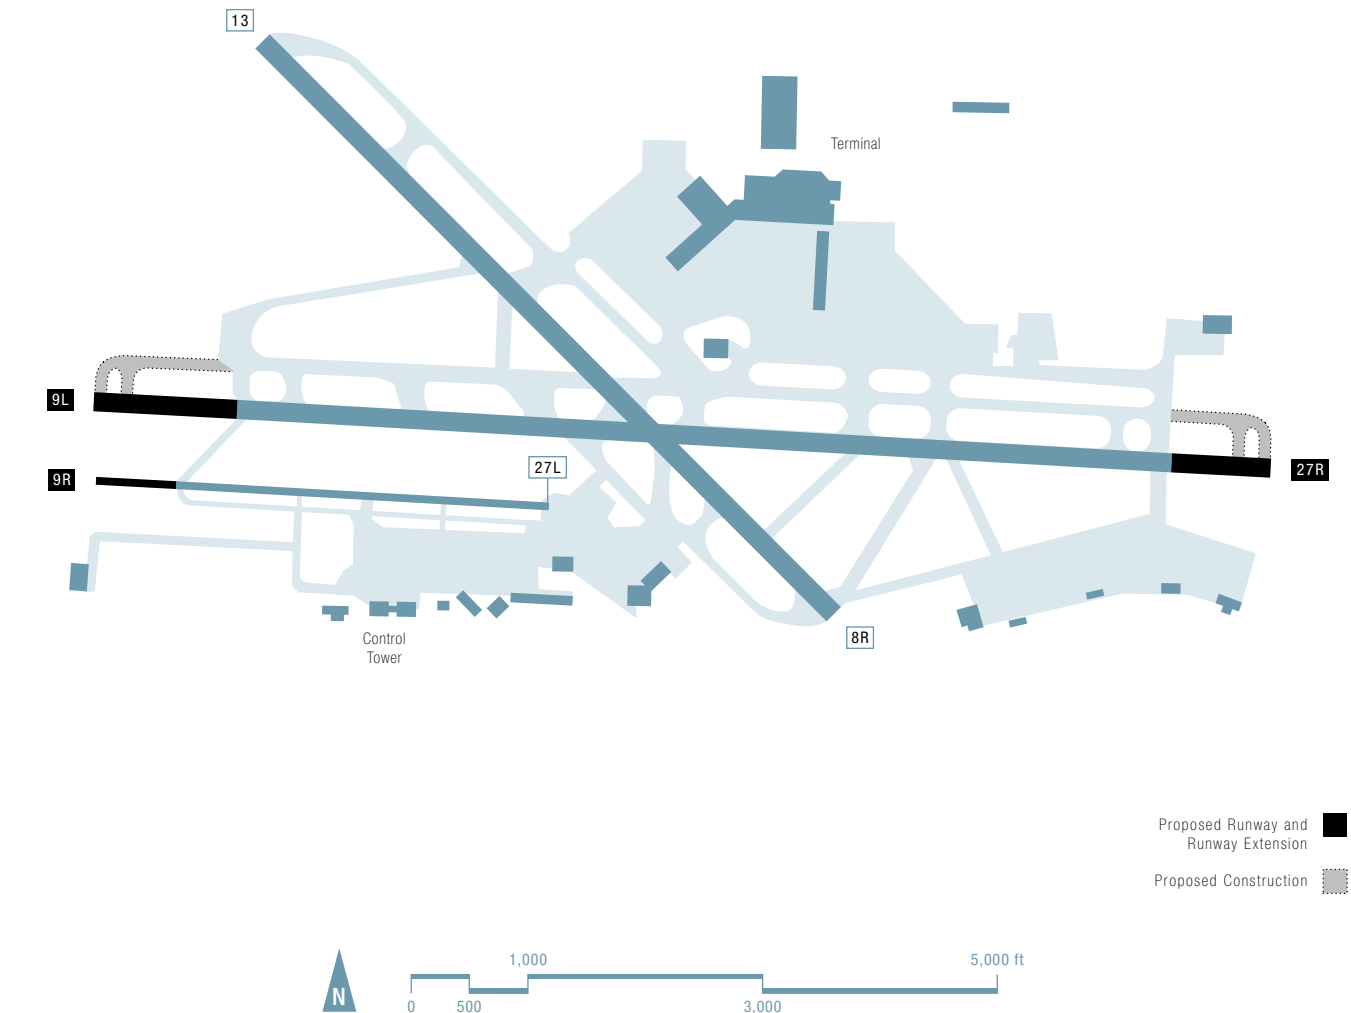 13
Terminal
9L
27L
9R
27R
8R
Control
Tower
Proposed Runway and
Runway Extension
Proposed Construction
1,000
5,000 ft
N
0
500
3,000